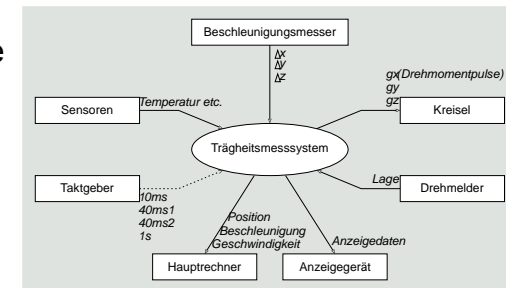 e
Beschleunigungsmesser
Δx
Δy
Δz
gx(Drehmomentpulse)
gy
gz
Sensoren
Temperatur etc.
Kreisel
Trägheitsmesssystem
Taktgeber
Lage
Drehmelder
10ms
40ms1
40ms2
1s
Position
Beschleunigung
Geschwindigkeit
Anzeigedaten
Hauptrechner
Anzeigegerät